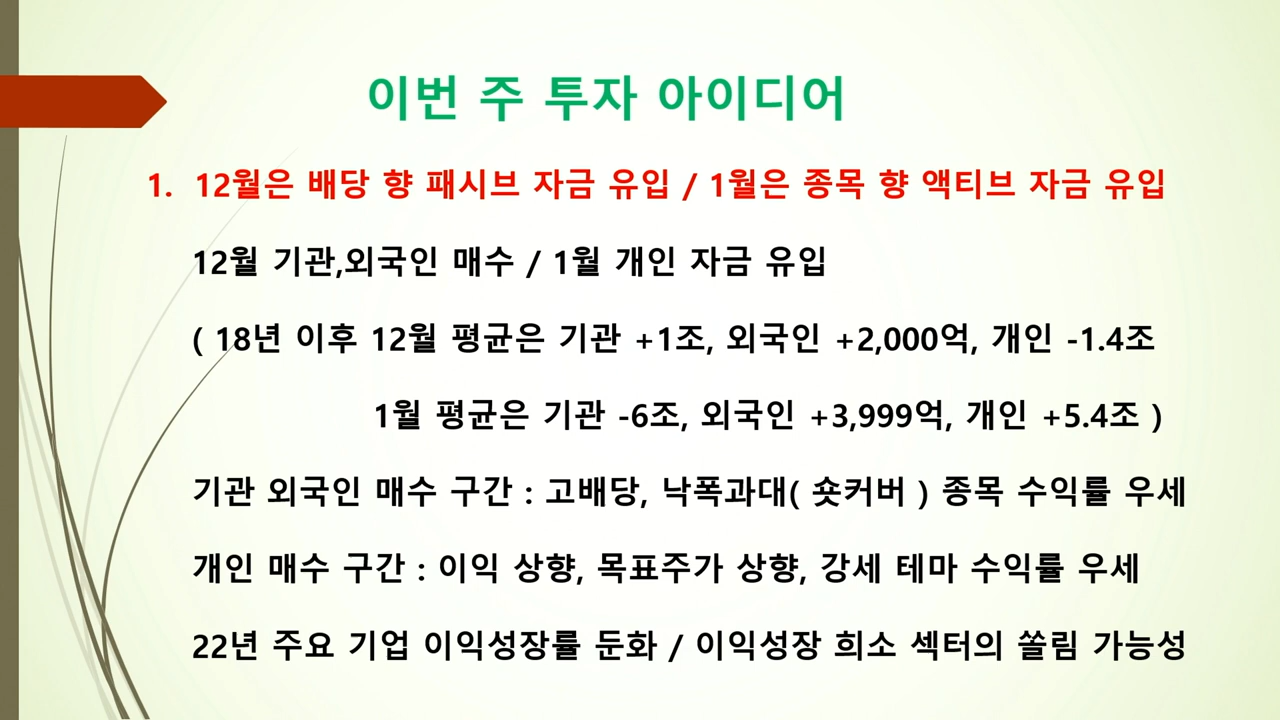 이번 주 투자 아이디어
1. 12월은 배당 향 패시브 자금 유입 / 1월은 종목 향 액티브 자금 유입
12월 기관,외국인 매수 / 1월 개인 자금 유입
( 18년 이후 12월 평균은 기관 +1조, 외국인 +2,000억, 개인 -1.4조
1월 평균은 기관 -6조, 외국인 +3,999억, 개인 +5.4조 )
기관 외국인 매수 구간 : 고배당, 낙폭과대( 숏커버 ) 종목 수익률 우세
개인 매수 구간 : 이익 상향, 목표주가 상향, 강세 테마 수익률 우세
22년 주요 기업 이익성장률 둔화 / 이익성장 희소 섹터의 쏠림 가능성